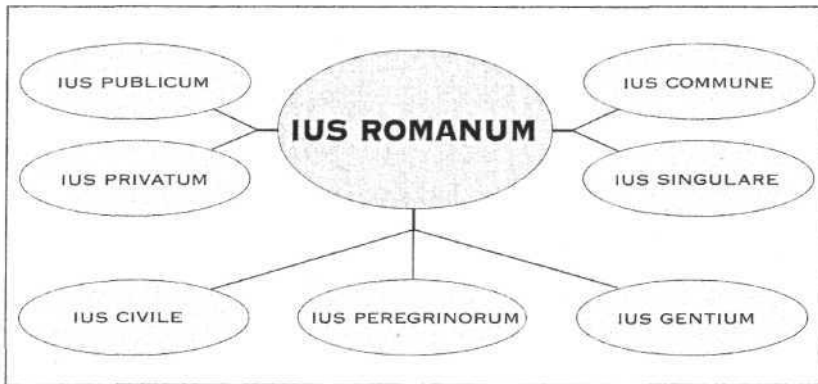 IUS PUBLICUM
IUS COMMUNE
IUS ROMANUM
IUS PRIVATUM
IUS SINGULARE
IUS CIVILE
IUS PEREGRINORUM
IUS GENTIUM